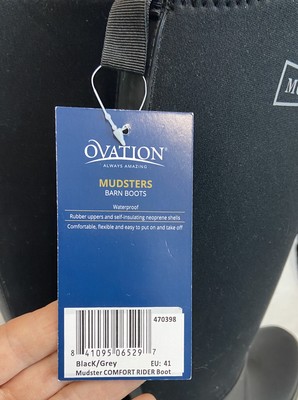 OVATION
ALWAYS AMAZING
MUDSTERS
BARN BOOTS
Waterproof
Rubber uppers and self-insulating neoprene shells
Comfortable, flexible and easy to put on and take off
470398
8 41095 06529 7
BlacK/Grey EU: 41
Mudster COMFORT RIDER Boot